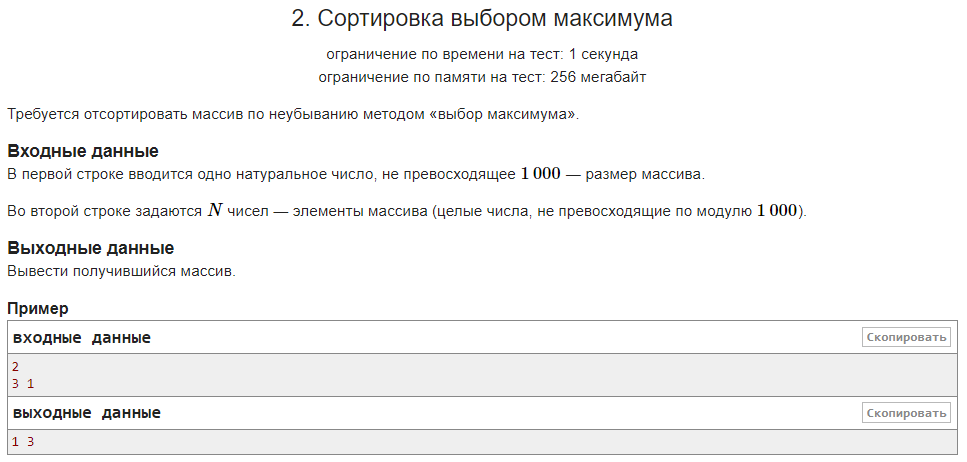 2. Сортировка выбором максимума
ограничение по времени на тест: 1 секунда
ограничение по памяти на тест: 256 мегабайт
Требуется отсортировать массив по неубыванию методом «выбор максимума».
Входные данные
В первой строке вводится одно натуральное число, не превосходящее 1 000 — размер массива.
Во второй строке задаются N чисел — элементы массива (целые числа, не превосходящие по модулю 1 000).
Выходные данные
Вывести получившийся массив.
Пример
входные данные Скопировать
2
3 1
выходные данные Скопировать
1 3